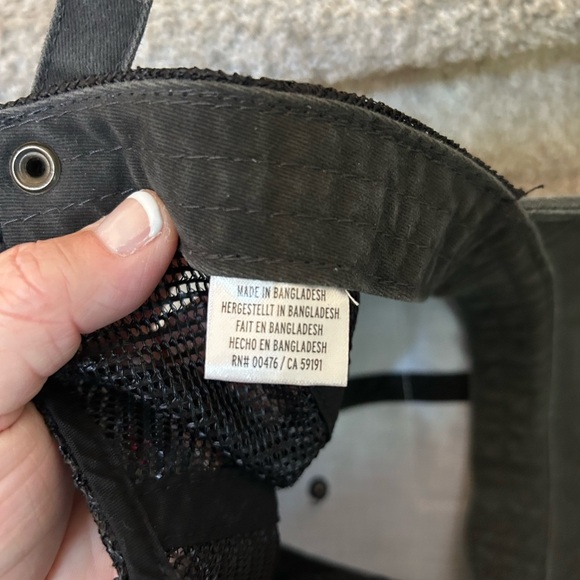 MADE IN BANGLADESH
HERGESTELLT IN BANGLADESH
FAIT EN BANGLADESH
HECHO EN BANGLADESH
RN# 00476 / CA 59191